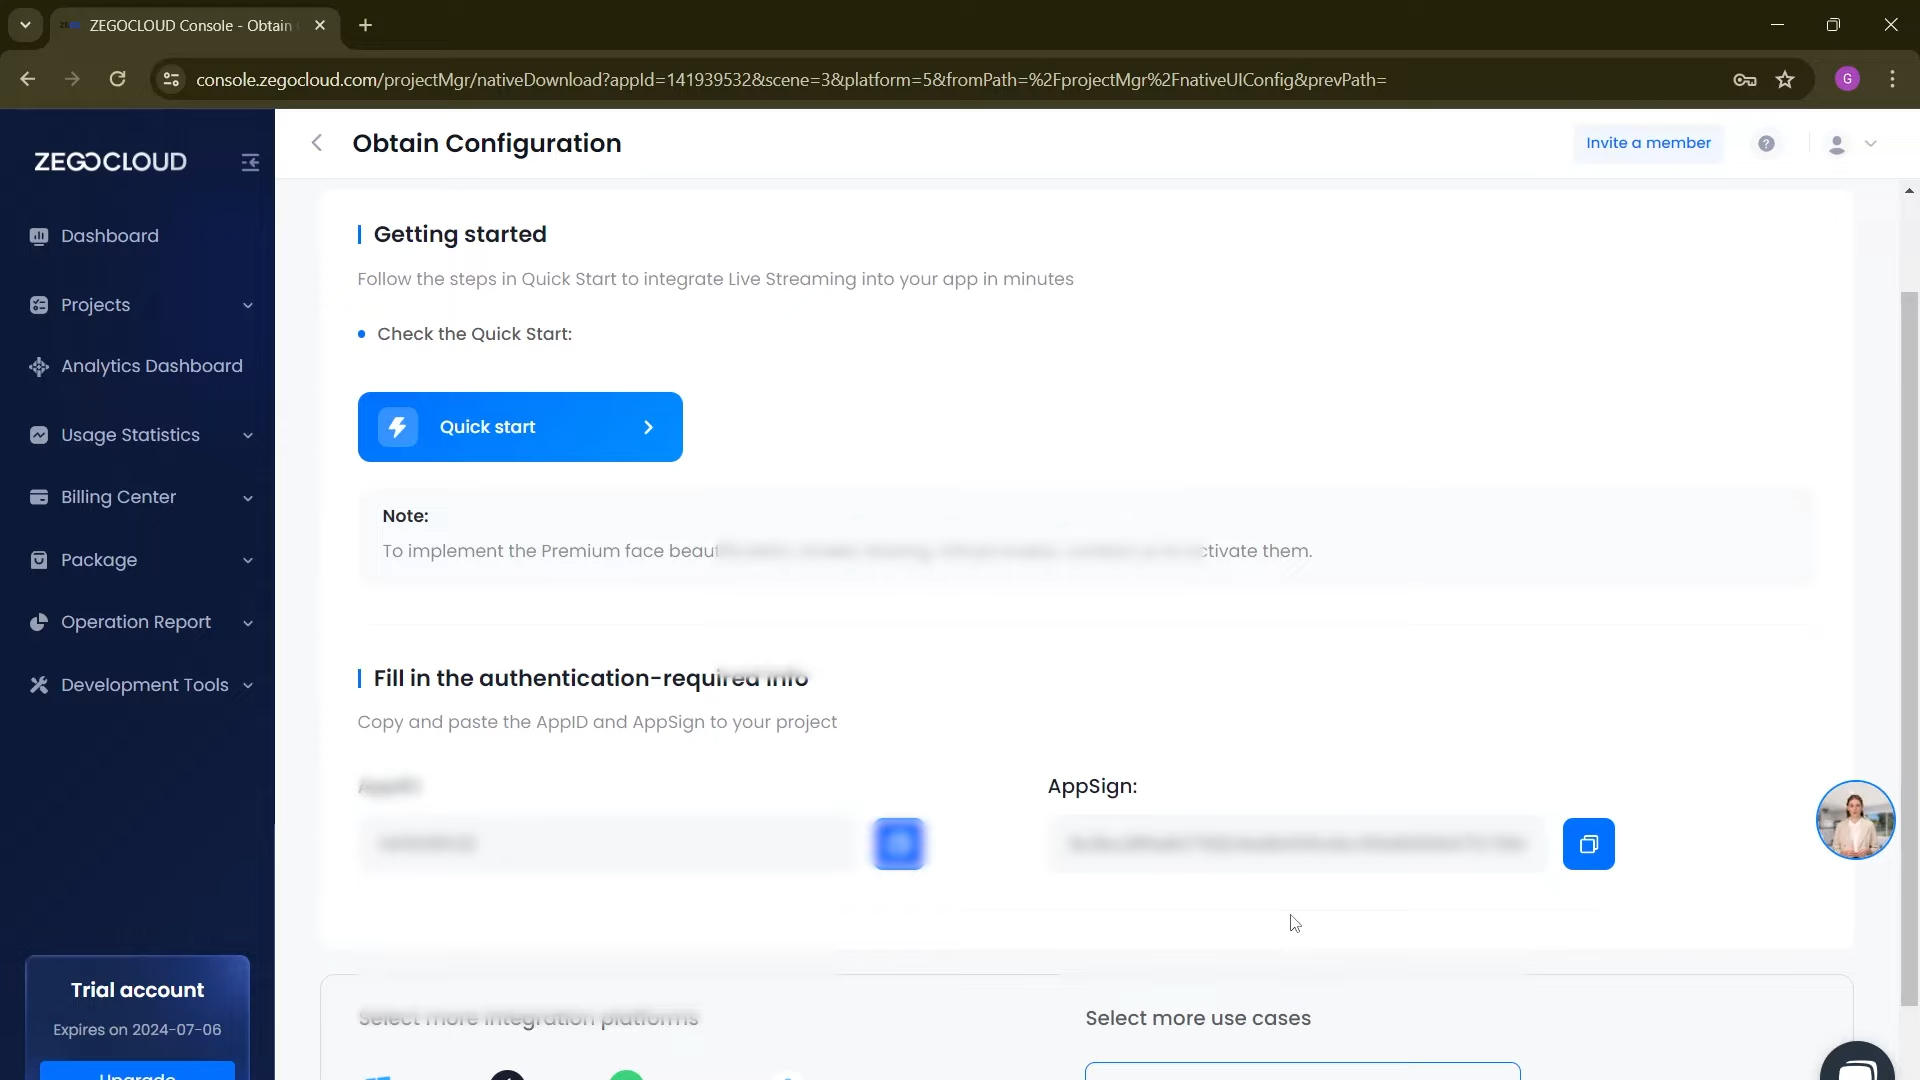 ZEGOCLOUD Console - Obtain
console.zegocloud.com/projectMgr/nativeDownload?appId=141939532&scene=3&platform=5&fromPath=%2FprojectMgr%2FnativeUIConfig&prevPath=
G
ZEGOCLOUD
Obtain Configuration
Invite a member
?
Dashboard
Projects
Analytics Dashboard
Usage Statistics
Billing Center
Package
Operation Report
Development Tools
Trial account
Expires on 2024-07-06
Upgrade
Getting started
Follow the steps in Quick Start to integrate Live Streaming into your app in minutes
Check the Quick Start:
Quick start
Note:
To implement the Premium face activate them.
Fill in the authentication-required info
Copy and paste the AppID and AppSign to your project
AppSign:
Select more integration platforms
Select more use cases